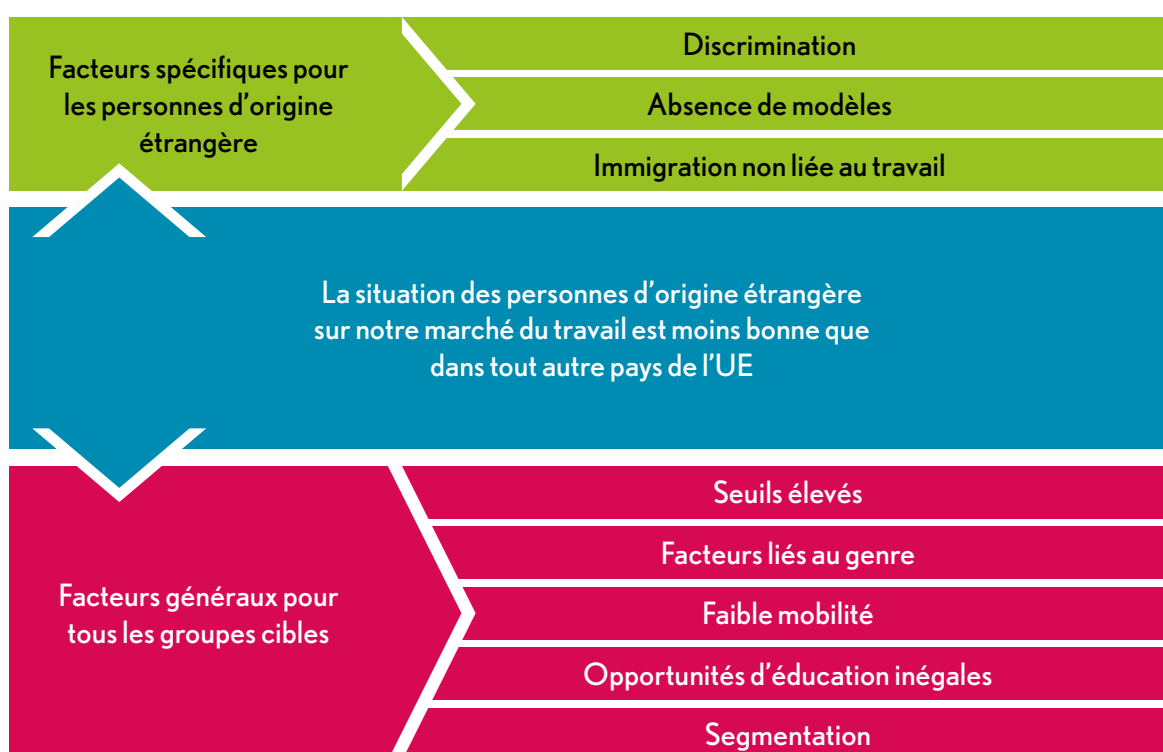 Facteurs spécifiques pour
les personnes d'origine
étrangère
Discrimination
Absence de modèles
Immigration non liée au travail
La situation des personnes d'origine étrangère
sur notre marché du travail est moins bonne que
dans tout autre pays de l'UE
Facteurs généraux pour
tous les groupes cibles
Seuils élevés
Facteurs liés au genre
Faible mobilité
Opportunités d'éducation inégales
Segmentation